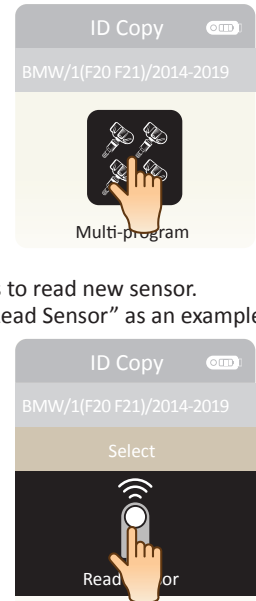 ID Copy
BMW/1(F20 F21)/2014-2019
Multi-program
to read new sensor.
ead Sensor” as an example
ID Copy
BMW/1(F20 F21)/2014-2019
Select
Read
or